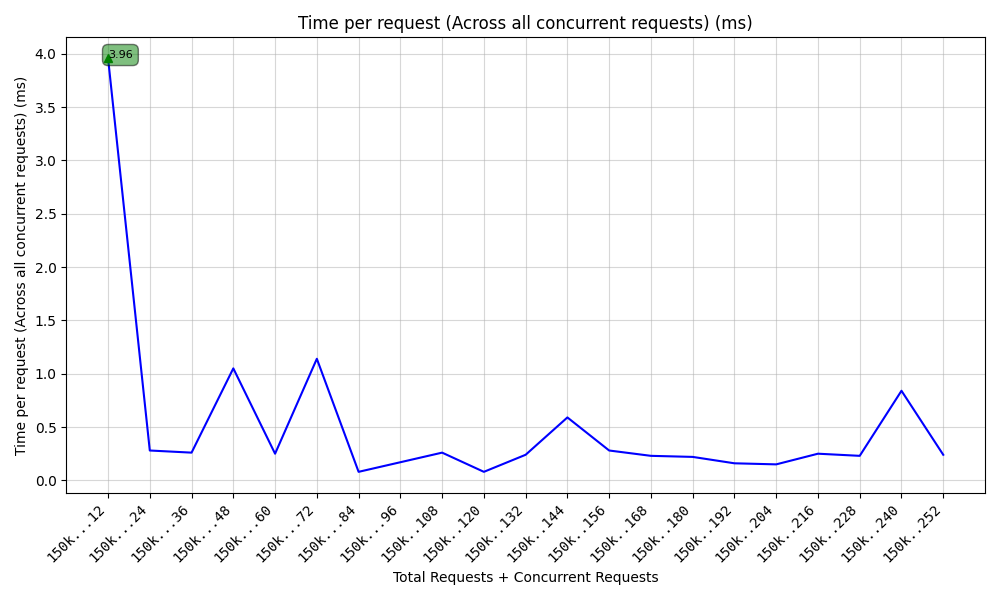 Time per request (Across all concurrent requests) (ms)
3.96
Time per request (Across all concurrent requests) (ms)
4.0
3.5
3.0
2.5
2.0
1.5
1.0
0.5
0.0
150k...12
150k...24
150k...36
150k...48
150k...60
150k...72
150k...84
150k...96
150k..108
150k..120
150k..132
150k..144
150k..156
150k..168
150k..180
150k..192
150k..204
150k..216
150k..228
150k..240
150k..252
Total Requests + Concurrent Requests